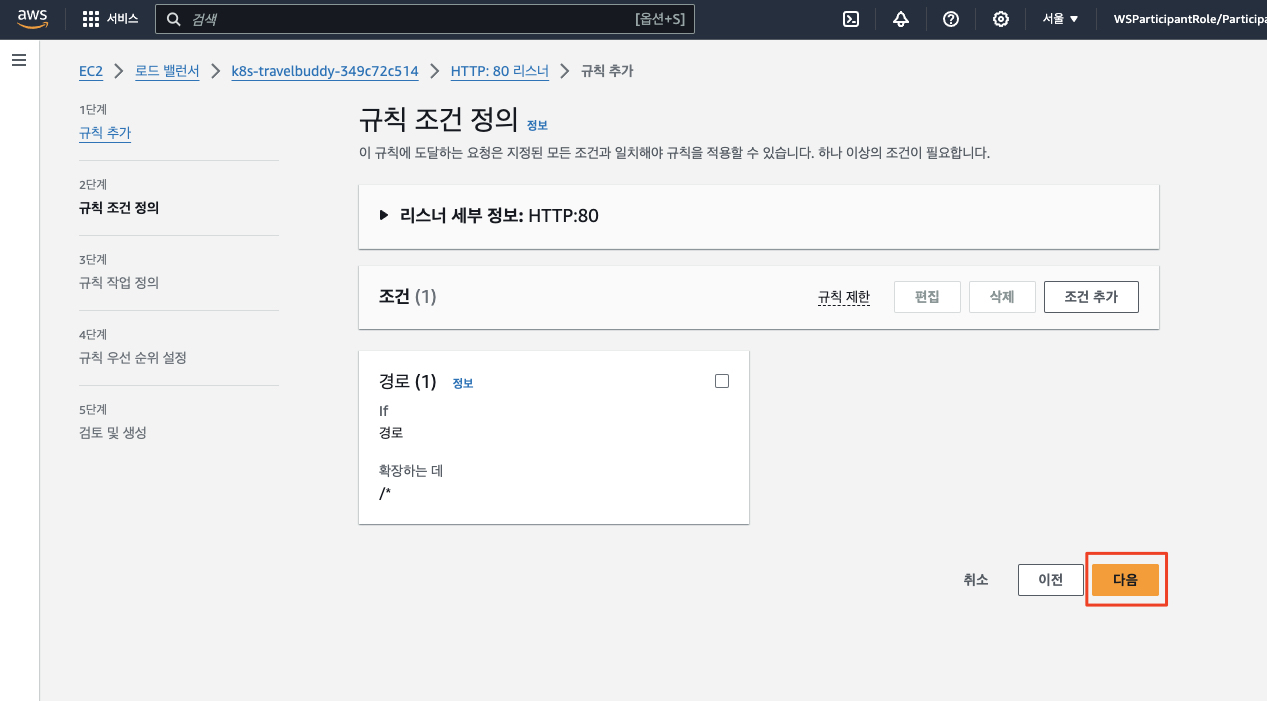 aws 서비스 검색 [옵션+S] 서울 ▼ WSParticipantRole/Participa
EC2 > 로드 밸런서 > k8s-travelbuddy-349c72c514 > HTTP: 80 리스너 > 규칙 추가
1단계
규칙 추가
2단계
규칙 조건 정의
3단계
규칙 작업 정의
4단계
규칙 우선 순위 설정
5단계
검토 및 생성
규칙 조건 정의 정보
이 규칙에 도달하는 요청은 지정된 모든 조건과 일치해야 규칙을 적용할 수 있습니다. 하나 이상의 조건이 필요합니다.
리스너 세부 정보: HTTP:80
조건 (1) 규칙 제한 편집 삭제 조건 추가
경로 (1) 정보
If
경로
확장하는 데
/*
취소 이전 다음